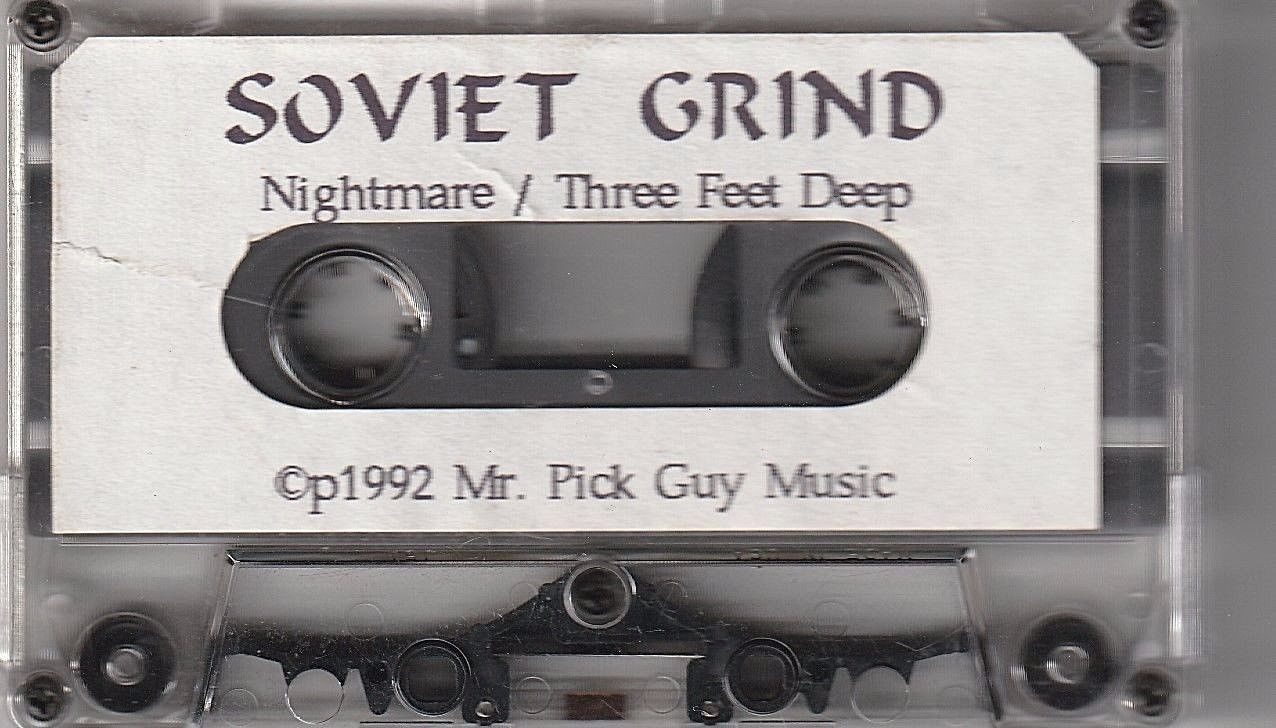 SOVIET GRIND
Nightmare / Three Feet Deep
©p1992 Mr. Pick Guy Music